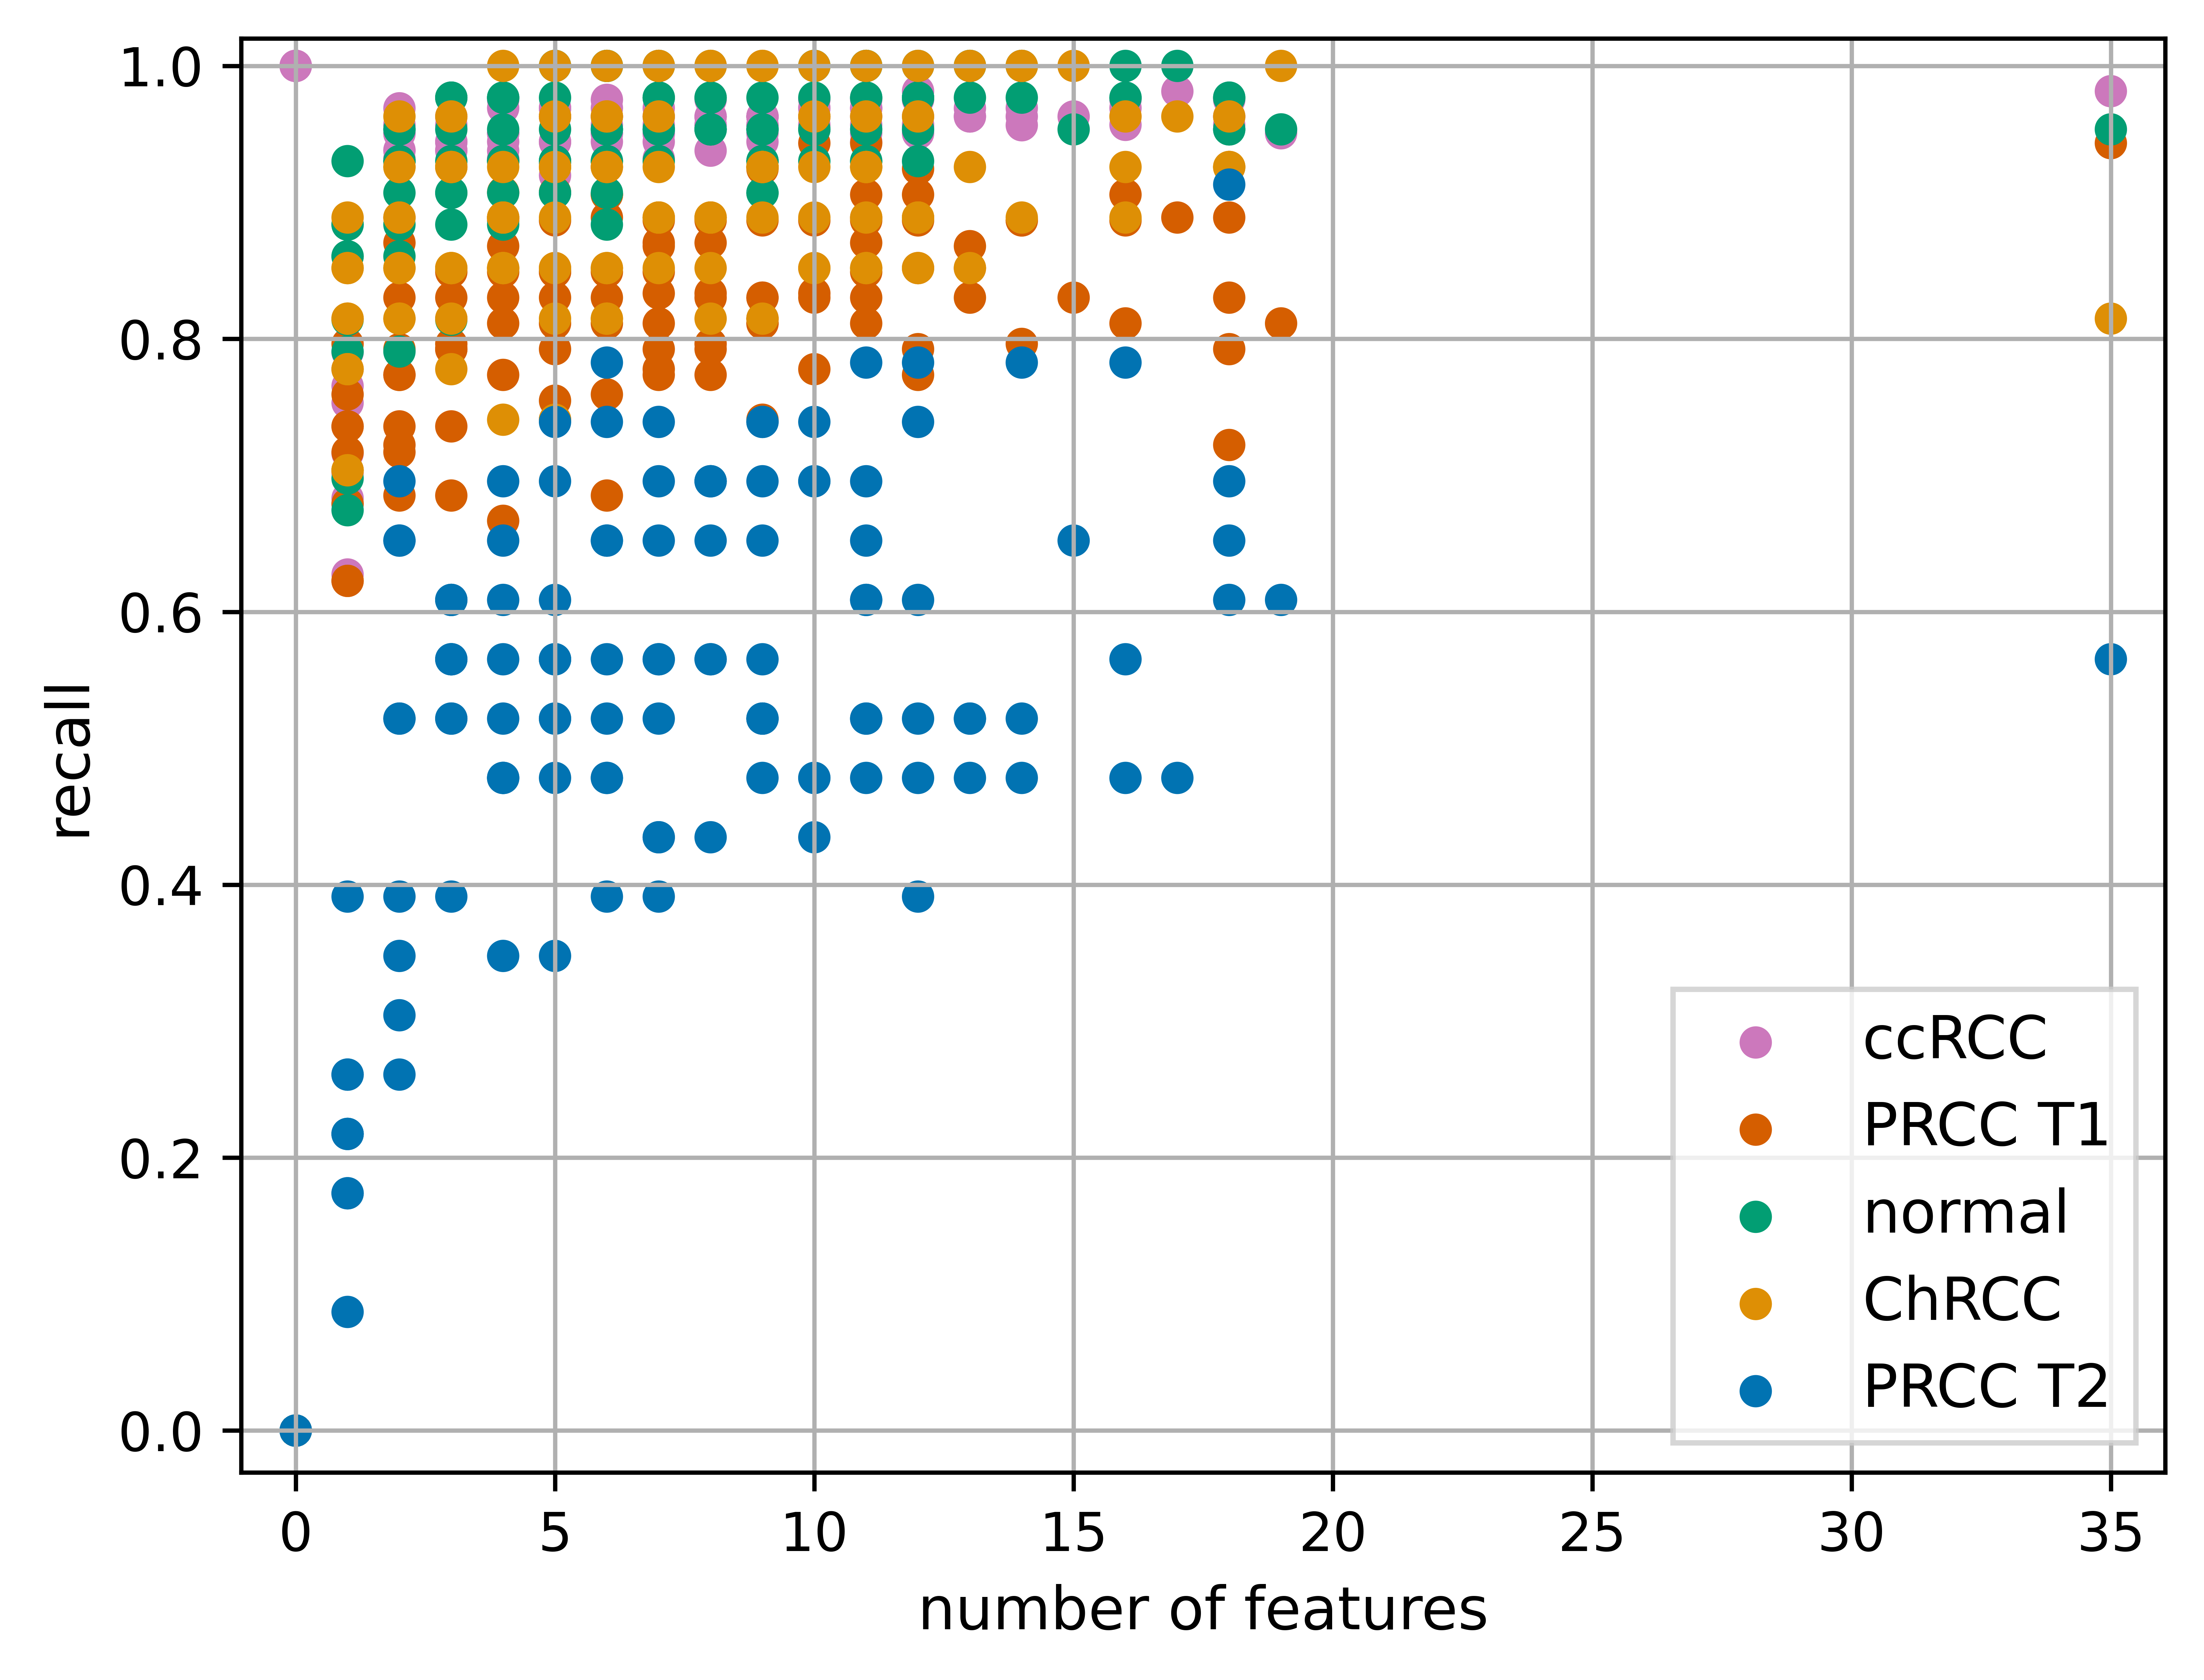 1.0
0.8
0.6
0.4
0.2
0.0
recall
0 5 10 15 20 25 30 35
number of features
ccRCC
PRCC T1
normal
ChRCC
PRCC T2